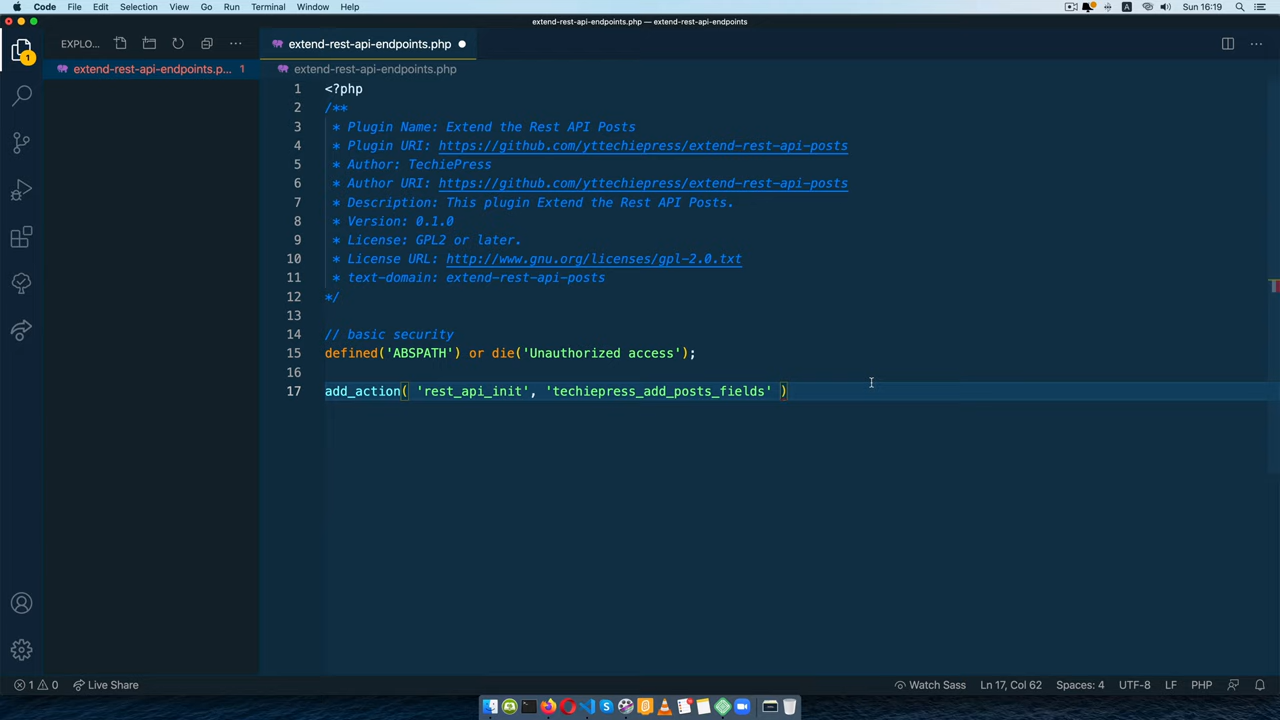 Code File Edit Selection View Go Run Terminal Window Help
A Sun 16:19
extend-rest-api-endpoints.php — extend-rest-api-endpoints
EXPLO... ...
extend-rest-api-endpoints.php
1
extend-rest-api-endpoints.p... 1
extend-rest-api-endpoints.php
1 <?php
2 /**
3 * Plugin Name: Extend the Rest API Posts
4 * Plugin URI: https://github.com/yttechiepress/extend-rest-api-posts
5 * Author: TechiePress
6 * Author URI: https://github.com/yttechiepress/extend-rest-api-posts
7 * Description: This plugin Extend the Rest API Posts.
8 * Version: 0.1.0
9 * License: GPL2 or later.
10 * License URL: http://www.gnu.org/licenses/gpl-2.0.txt
11 * text-domain: extend-rest-api-posts
12 */
13
14 // basic security
15 defined('ABSPATH') or die('Unauthorized access');
16
17 add_action( 'rest_api_init', 'techiepress_add_posts_fields' )
1 0 Live Share
Watch Sass Ln 17, Col 62 Spaces: 4 UTF-8 LF PHP